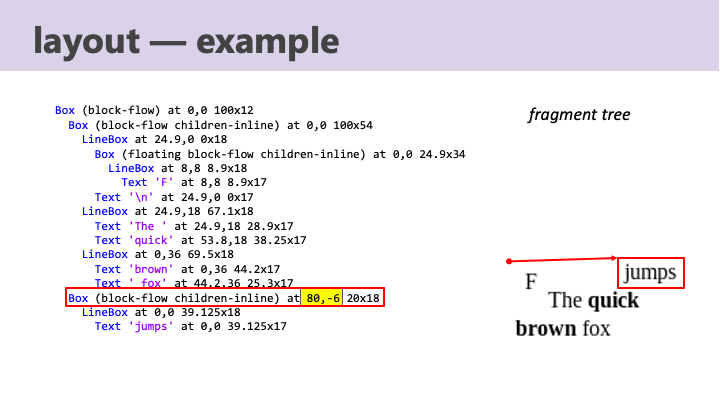 layout — example
Box (block-flow) at 0,0 100x12
Box (block-flow children-inline) at 0,0 100x54
LineBox at 24.9,0 0x18
Box (floating block-flow children-inline) at 0,0 24.9x34
LineBox at 8,8 8.9x18
Text 'F' at 8,8 8.9x17
Text '\n' at 24.9,0 0x17
LineBox at 24.9,18 67.1x18
Text 'The ' at 24.9,18 28.9x17
Text 'quick' at 53.8,18 38.25x17
LineBox at 0,36 69.5x18
Text 'brown' at 0,36 44.2x17
Text ' fox' at 44.2,36 25.3x17
Box (block-flow children-inline) at 80,-6 20x18
LineBox at 0,0 39.125x18
Text 'jumps' at 0,0 39.125x17
fragment tree
jumps
F
The quick
brown fox